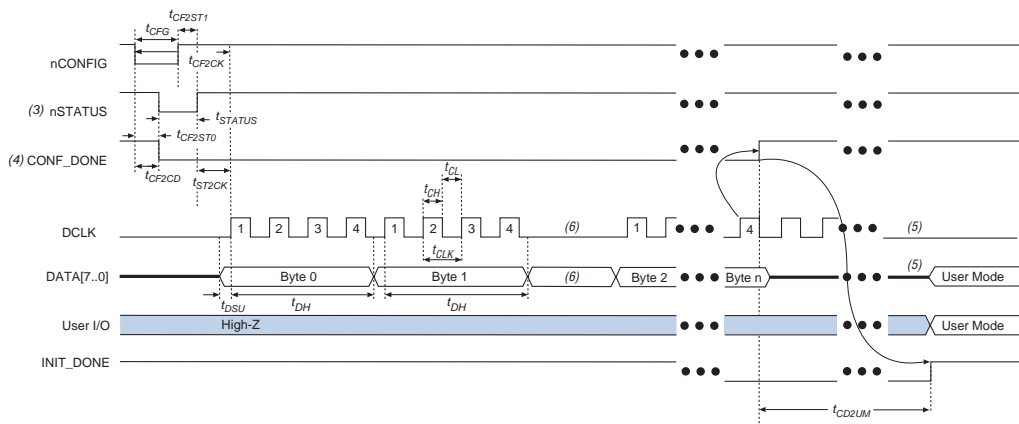 tCF2ST1
tCFG
nCONFIG
tCF2CK
(3) nSTATUS
tSTATUS
tCF2ST0
(4) CONF_DONE
tCF2CD
tST2CK
tCL
tCH
DCLK
1 2 3 4 1 2 3 4 (6) 1 4 (5)
tCLK
DATA[7..0]
Byte 0 Byte 1 (6) Byte 2 Byte n (5) User Mode
tDSU tDH tDH
User I/O High-Z User Mode
INIT_DONE
tCD2UM